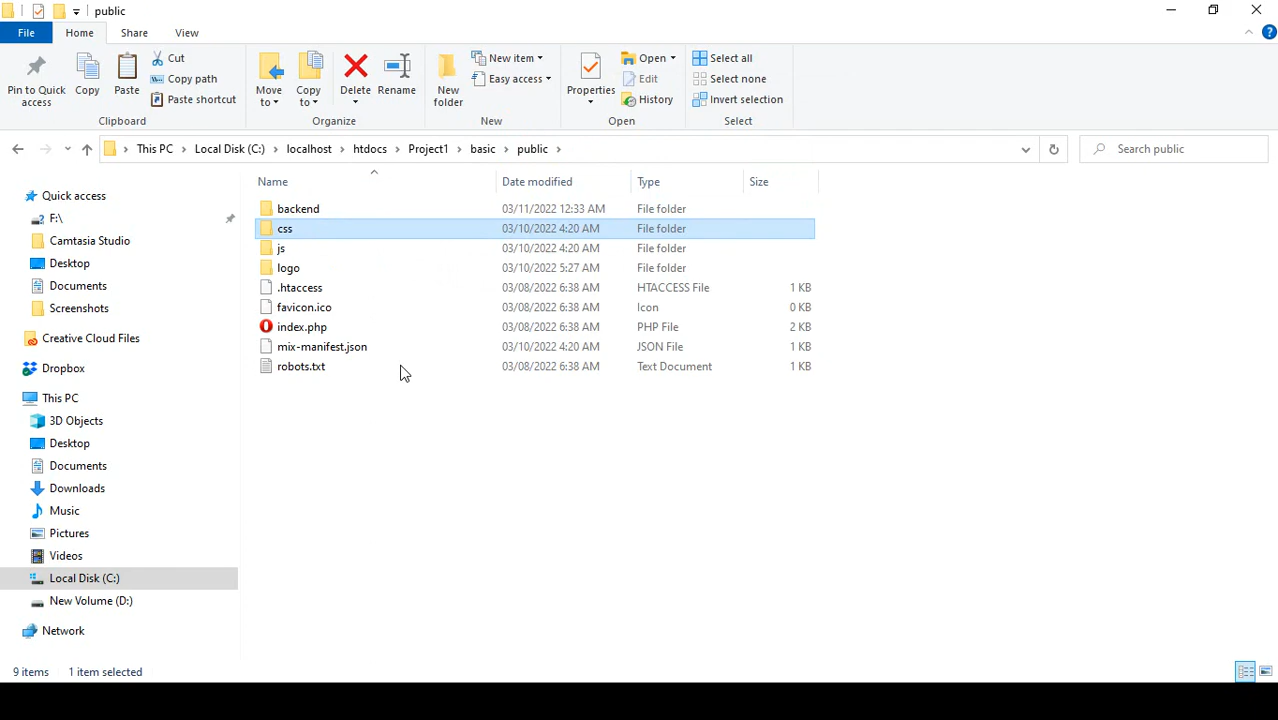 public
File Home Share View
Pin to Quick access
Copy
Paste
Cut
Copy path
Paste shortcut
Clipboard
Move to
Copy to
Delete
Rename
Organize
New folder
New item
Easy access
New
Properties
Open
Edit
History
Open
Select all
Select none
Invert selection
Select
This PC > Local Disk (C:) > localhost > htdocs > Project1 > basic > public >
Search public
Quick access
F:\
Camtasia Studio
Desktop
Documents
Screenshots
Creative Cloud Files
Dropbox
This PC
3D Objects
Desktop
Documents
Downloads
Music
Pictures
Videos
Local Disk (C:)
New Volume (D:)
Network
Name Date modified Type Size
backend 03/11/2022 12:33 AM File folder
css 03/10/2022 4:20 AM File folder
js 03/10/2022 4:20 AM File folder
logo 03/10/2022 5:27 AM File folder
.htaccess 03/08/2022 6:38 AM HTACCESS File 1 KB
favicon.ico 03/08/2022 6:38 AM Icon 0 KB
index.php 03/08/2022 6:38 AM PHP File 2 KB
mix-manifest.json 03/10/2022 4:20 AM JSON File 1 KB
robots.txt 03/08/2022 6:38 AM Text Document 1 KB
9 items 1 item selected